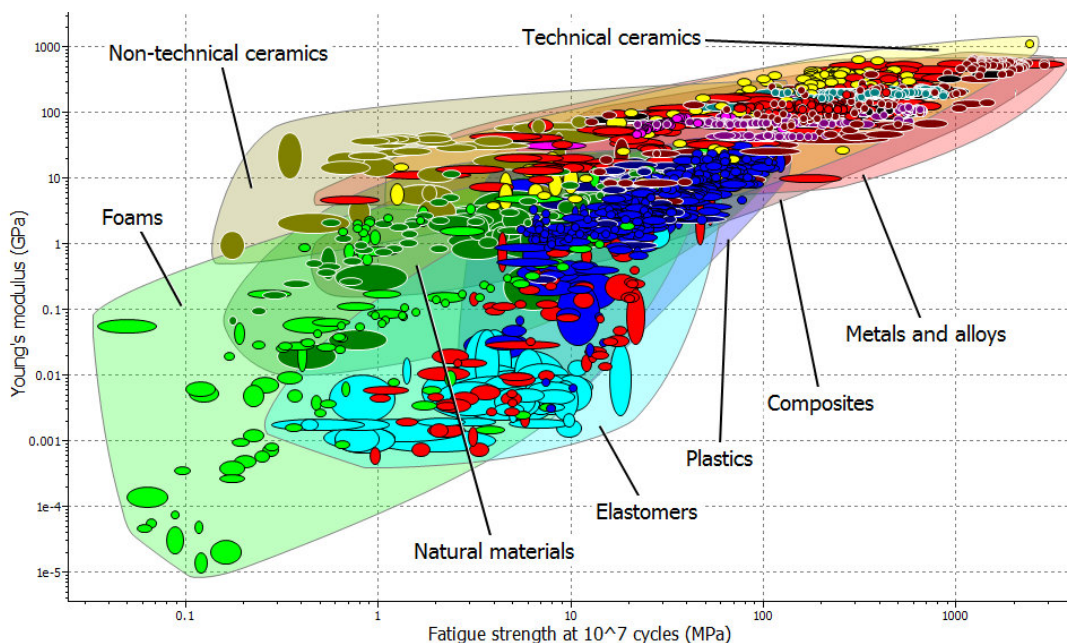 Technical ceramics
Non-technical ceramics
Foams
Metals and alloys
Composites
Plastics
Elastomers
Natural materials
Young's modulus (GPa)
1000
100
10
1
0.1
0.01
0.001
1e-4
1e-5
0.1
1
10
100
1000
Fatigue strength at 10^7 cycles (MPa)